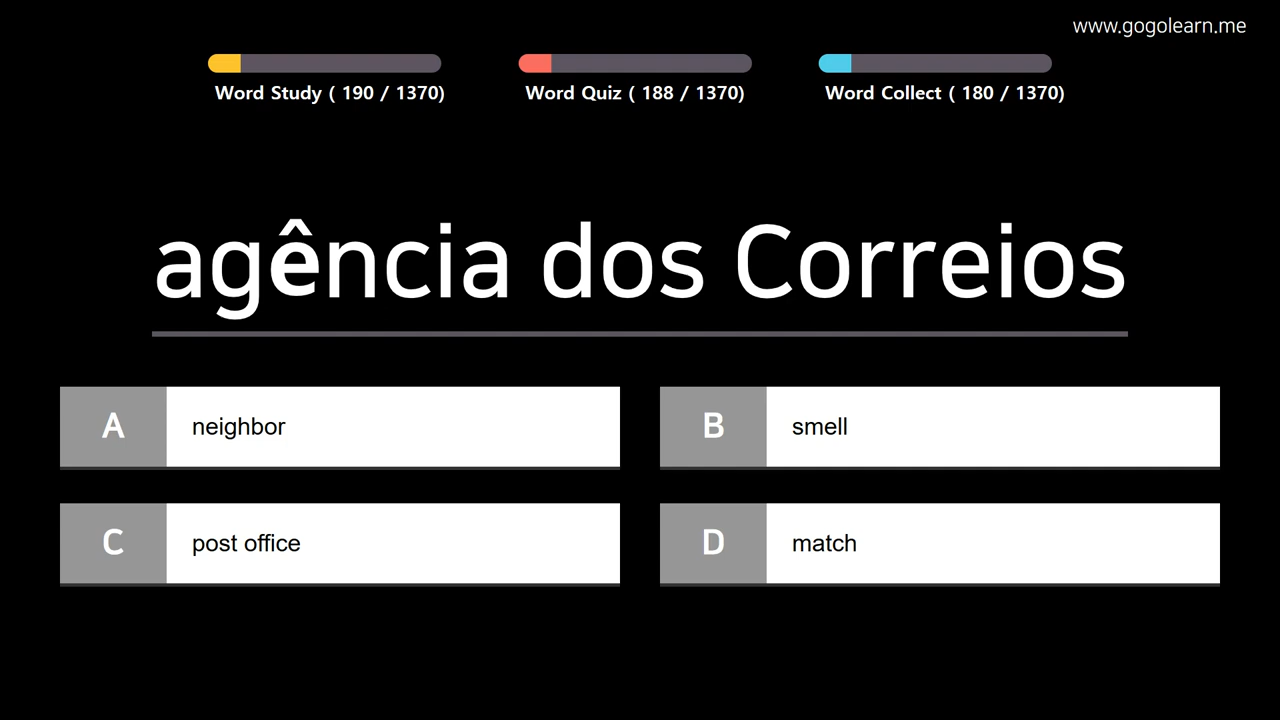 www.gogolearn.me
Word Study ( 190 / 1370)
Word Quiz ( 188 / 1370)
Word Collect ( 180 / 1370)
agência dos Correios
A neighbor
B smell
C post office
D match